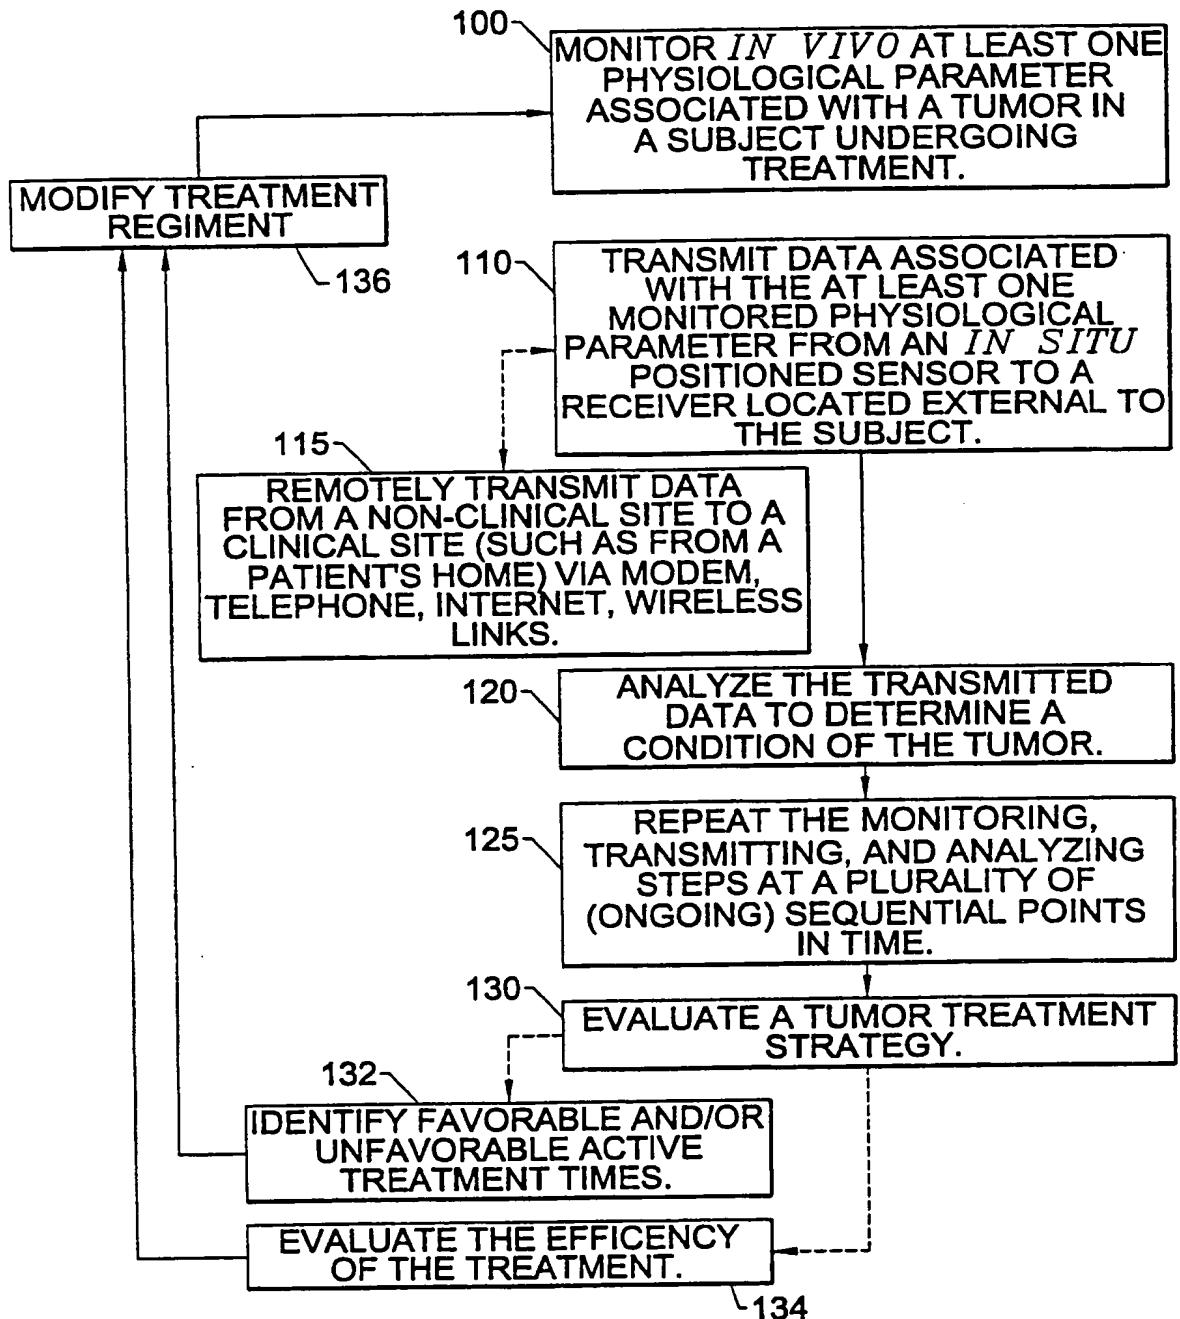 100
MONITOR IN VIVO AT LEAST ONE
PHYSIOLOGICAL PARAMETER
ASSOCIATED WITH A TUMOR IN
A SUBJECT UNDERGOING
TREATMENT.
MODIFY TREATMENT
REGIMENT
136
110
TRANSMIT DATA ASSOCIATED
WITH THE AT LEAST ONE
MONITORED PHYSIOLOGICAL
PARAMETER FROM AN IN SITU
POSITIONED SENSOR TO A
RECEIVER LOCATED EXTERNAL TO
THE SUBJECT.
115
REMOTELY TRANSMIT DATA
FROM A NON-CLINICAL SITE TO A
CLINICAL SITE (SUCH AS FROM A
PATIENT'S HOME) VIA MODEM,
TELEPHONE, INTERNET, WIRELESS
LINKS.
120
ANALYZE THE TRANSMITTED
DATA TO DETERMINE A
CONDITION OF THE TUMOR.
125
REPEAT THE MONITORING,
TRANSMITTING, AND ANALYZING
STEPS AT A PLURALITY OF
(ONGOING) SEQUENTIAL POINTS
IN TIME.
130
EVALUATE A TUMOR TREATMENT
STRATEGY.
132
IDENTIFY FAVORABLE AND/OR
UNFAVORABLE ACTIVE
TREATMENT TIMES.
EVALUATE THE EFFICENCY
OF THE TREATMENT.
134